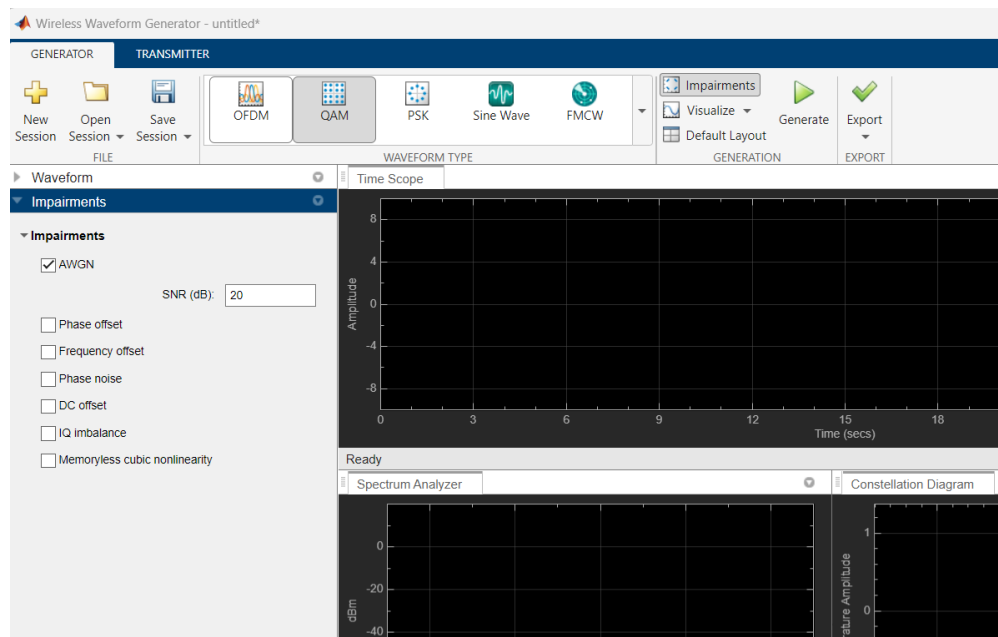 Wireless Waveform Generator - untitled*
GENERATOR TRANSMITTER
New Session
Open Session
Save Session
FILE
OFDM QAM PSK Sine Wave FMCW
WAVEFORM TYPE
Impairments
Visualize
Default Layout
Generate
GENERATION
Export
EXPORT
Waveform
Impairments
Impairments
AWGN
SNR (dB): 20
Phase offset
Frequency offset
Phase noise
DC offset
IQ imbalance
Memoryless cubic nonlinearity
Time Scope
8
4
0
-4
-8
Amplitude
0 3 6 9 12 15 18
Time (secs)
Ready
Spectrum Analyzer
0
-20
-40
dBm
Constellation Diagram
1
0
rature Amplitude